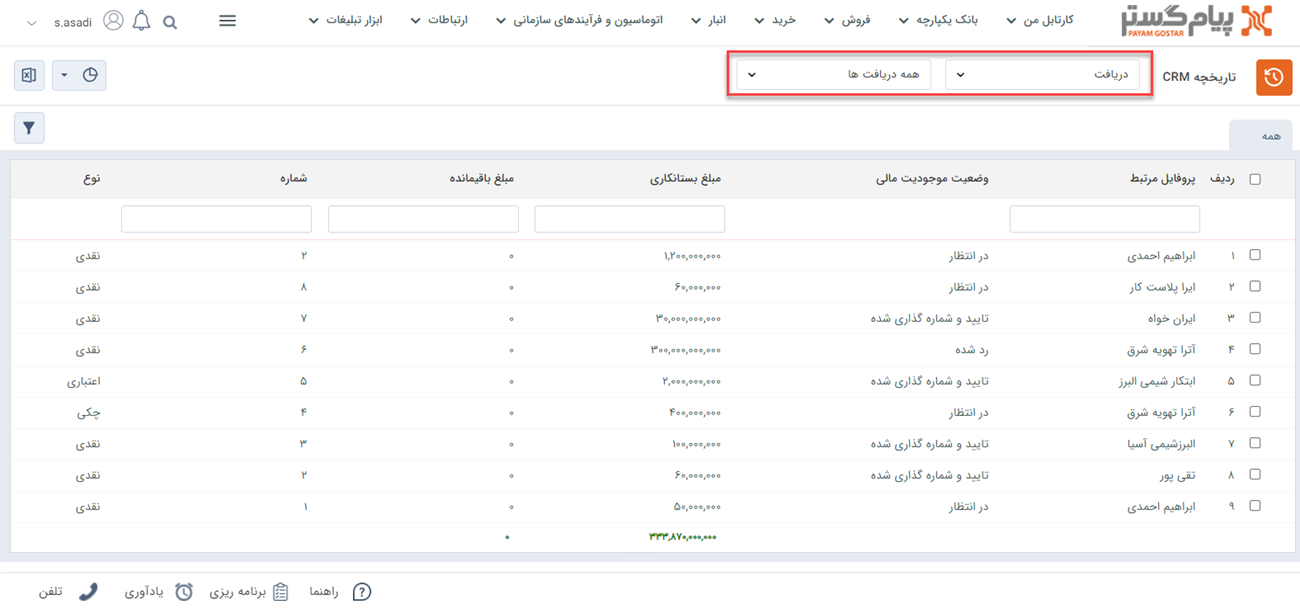 پیام‌گستر PAYAM GOSTAR کارتابل من بانک یکپارچه فروش خرید انبار اتوماسیون و فرآیندهای سازمانی ارتباطات ابزار تبلیغات s.asadi
تاریخچه CRM دریافت همه دریافت ها
همه
ردیف پروفایل مرتبط وضعیت موجودیت مالی مبلغ بستانکاری مبلغ باقیمانده شماره نوع
۱ ابراهیم احمدی در انتظار ۱,۲۰۰,۰۰۰,۰۰۰ ۰ ۲ نقدی
۲ ایرا پلاست کار در انتظار ۶۰,۰۰۰,۰۰۰ ۰ ۸ نقدی
۳ ایران خواه تایید و شماره گذاری شده ۳۰,۰۰۰,۰۰۰,۰۰۰ ۰ ۷ نقدی
۴ آترا تهویه شرق رد شده ۳۰۰,۰۰۰,۰۰۰,۰۰۰ ۰ ۶ نقدی
۵ ابتکار شیمی البرز تایید و شماره گذاری شده ۲,۰۰۰,۰۰۰,۰۰۰ ۰ ۵ اعتباری
۶ آترا تهویه شرق در انتظار ۴۰۰,۰۰۰,۰۰۰ ۰ ۴ چکی
۷ البرزشیمی آسیا تایید و شماره گذاری شده ۱۰۰,۰۰۰,۰۰۰ ۰ ۳ نقدی
۸ تقی پور تایید و شماره گذاری شده ۶۰,۰۰۰,۰۰۰ ۰ ۲ نقدی
۹ ابراهیم احمدی در انتظار ۵۰,۰۰۰,۰۰۰ ۰ ۱ نقدی
۳۳۳,۸۷۰,۰۰۰,۰۰۰ ۰
راهنما برنامه ریزی یادآوری تلفن